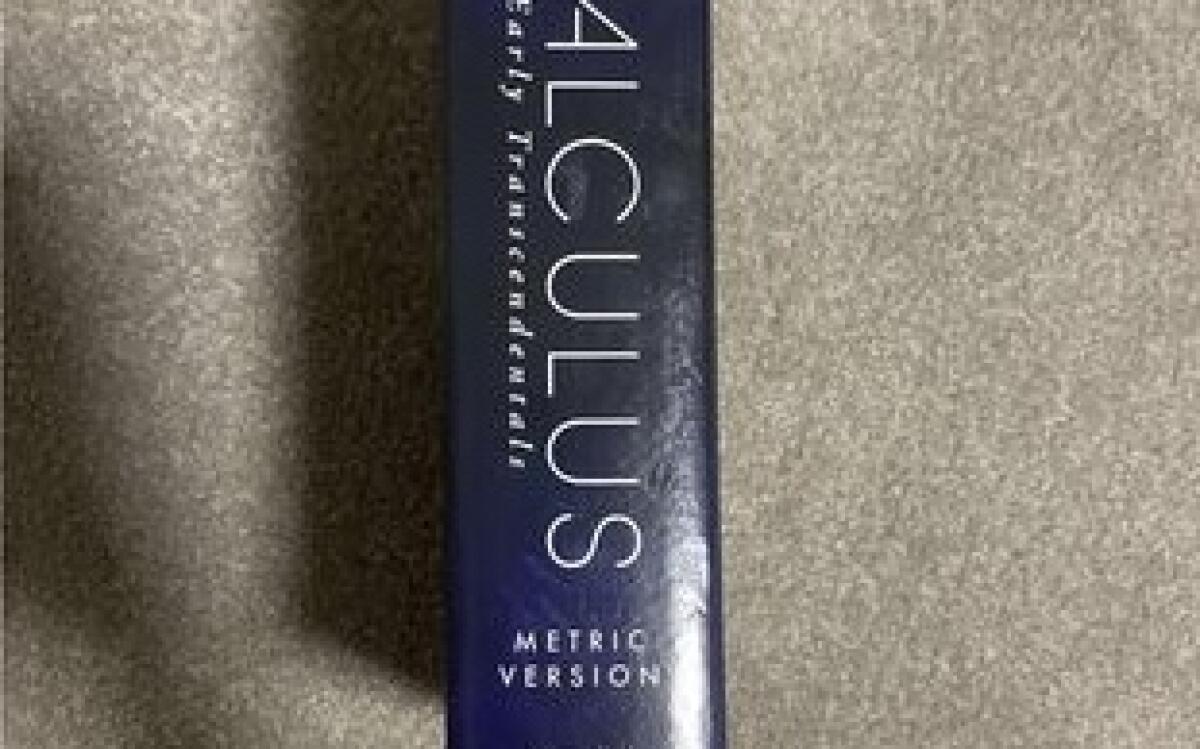 ALCULUS
Early Transcendentals
METRIC
VERSION